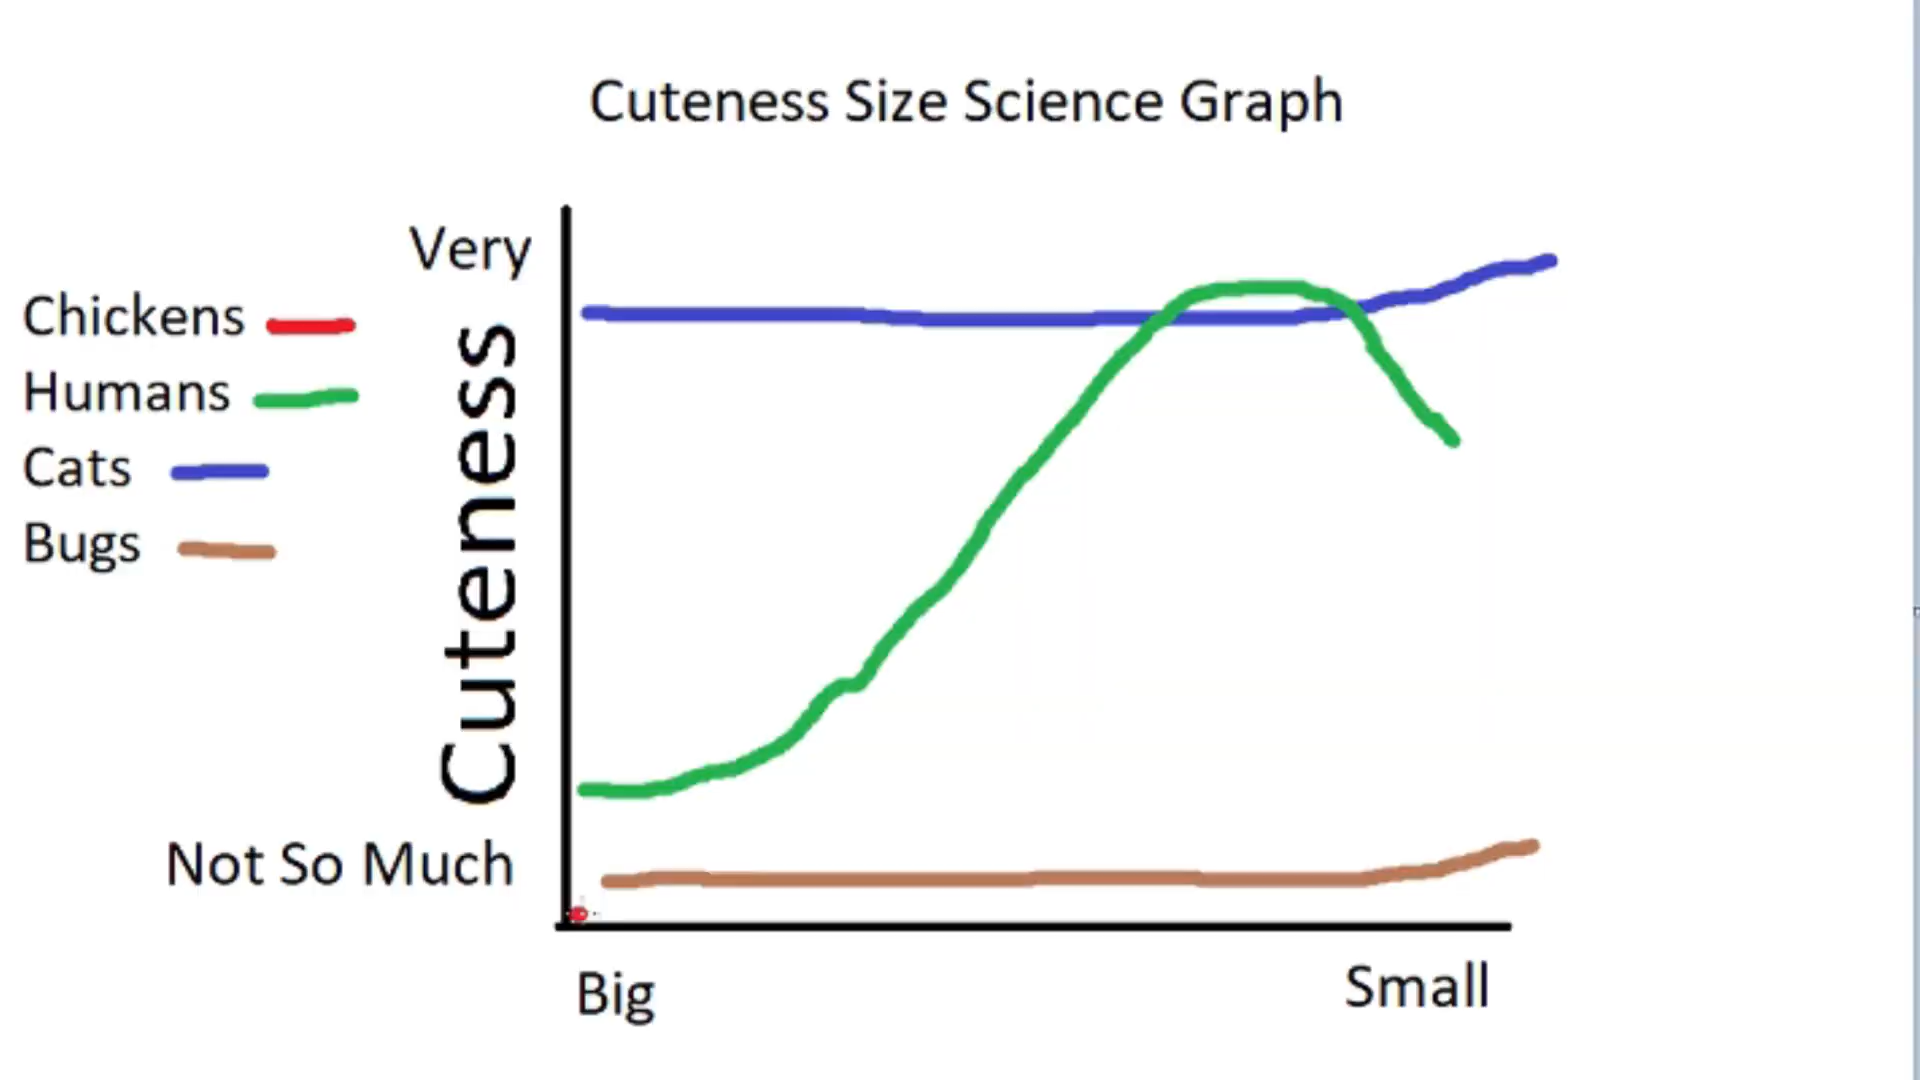 Cuteness Size Science Graph
Very
Chickens
Humans
Cats
Bugs
Cuteness
Not So Much
Big
Small